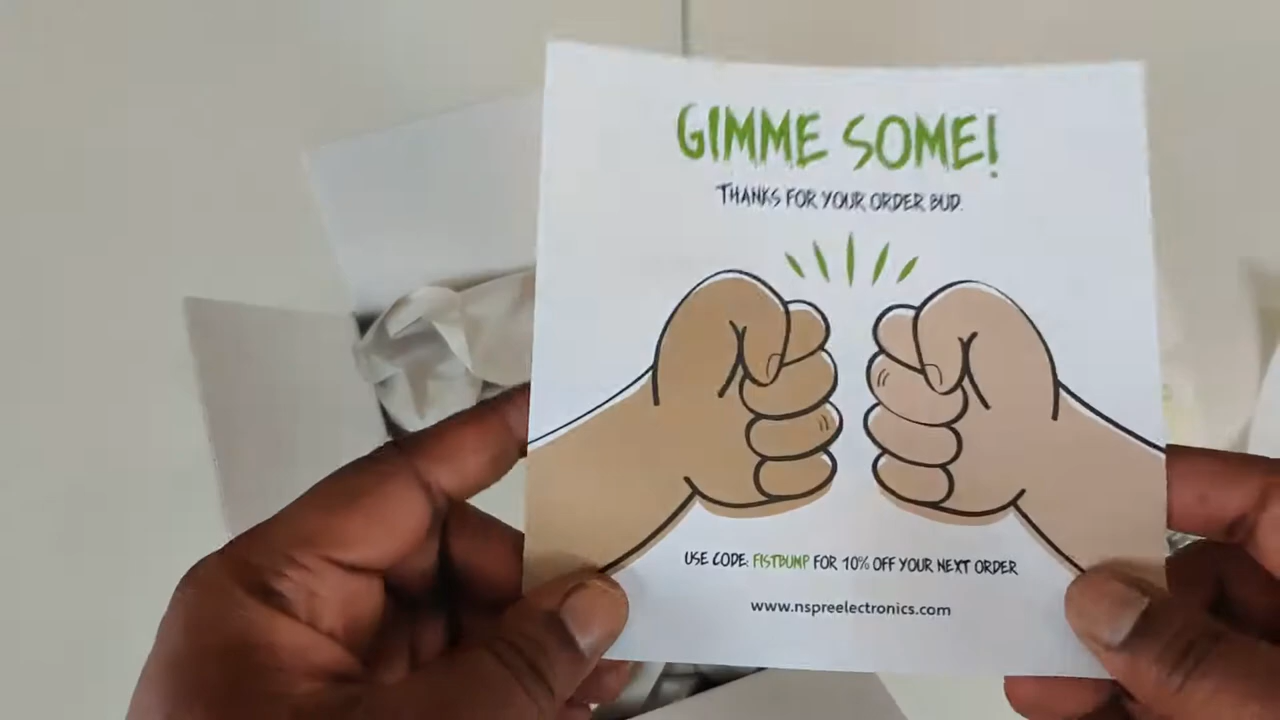 GIMME SOME!
THANKS FOR YOUR ORDER BUD.
USE CODE: FISTBUMP FOR 10% OFF YOUR NEXT ORDER
www.nspreelectronics.com